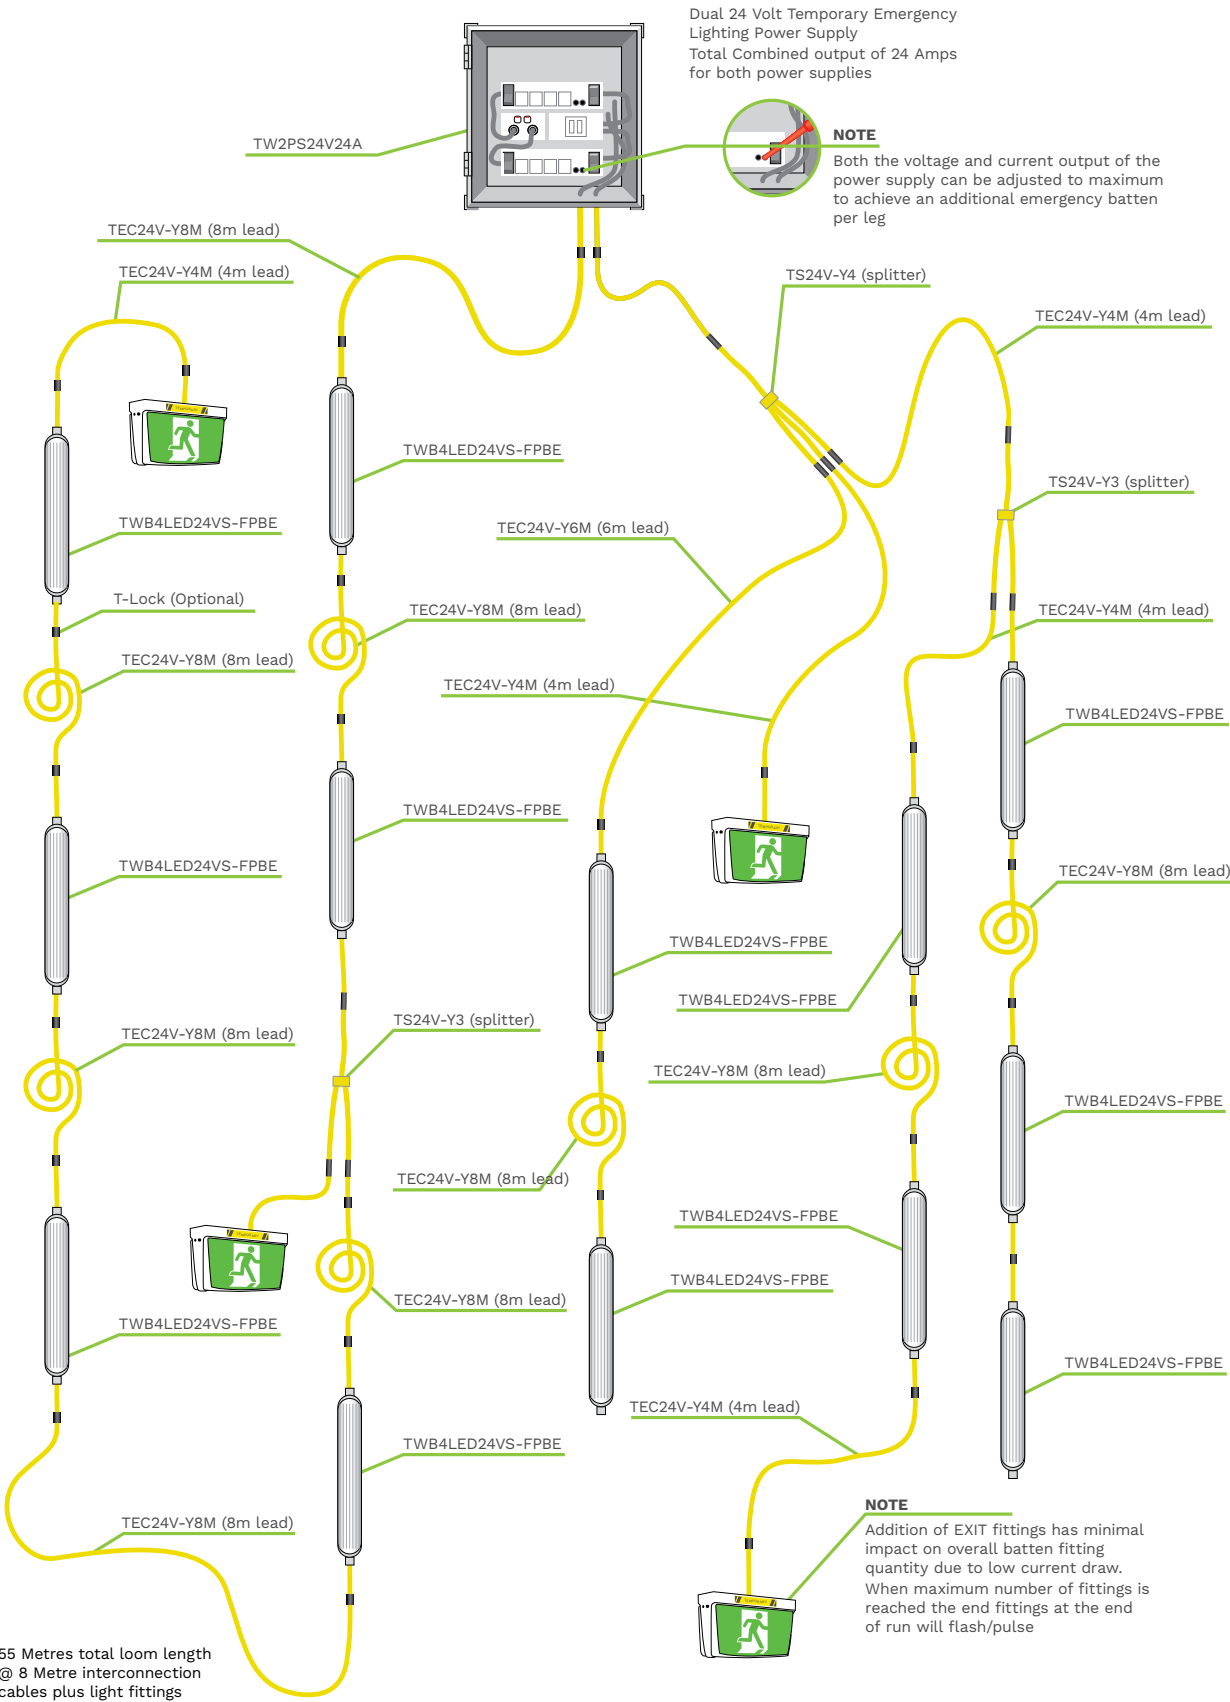 Dual 24 Volt Temporary Emergency
Lighting Power Supply
Total Combined output of 24 Amps
for both power supplies
TW2PS24V24A
NOTE
Both the voltage and current output of the
power supply can be adjusted to maximum
to achieve an additional emergency batten
per leg
TEC24V-Y8M (8m lead)
TEC24V-Y4M (4m lead)
TS24V-Y4 (splitter)
TEC24V-Y4M (4m lead)
TWB4LED24VS-FPBE
TS24V-Y3 (splitter)
TWB4LED24VS-FPBE
TEC24V-Y6M (6m lead)
T-Lock (Optional)
TEC24V-Y8M (8m lead)
TEC24V-Y4M (4m lead)
TEC24V-Y8M (8m lead)
TEC24V-Y4M (4m lead)
TWB4LED24VS-FPBE
TWB4LED24VS-FPBE
TWB4LED24VS-FPBE
TEC24V-Y8M (8m lead)
TWB4LED24VS-FPBE
TWB4LED24VS-FPBE
TS24V-Y3 (splitter)
TEC24V-Y8M (8m lead)
TEC24V-Y8M (8m lead)
TWB4LED24VS-FPBE
TEC24V-Y8M (8m lead)
TWB4LED24VS-FPBE
TWB4LED24VS-FPBE
TEC24V-Y8M (8m lead)
TWB4LED24VS-FPBE
TWB4LED24VS-FPBE
TEC24V-Y4M (4m lead)
TWB4LED24VS-FPBE
NOTE
Addition of EXIT fittings has minimal
impact on overall batten fitting
quantity due to low current draw.
When maximum number of fittings is
reached the end fittings at the end
of run will flash/pulse
TEC24V-Y8M (8m lead)
55 Metres total loom length
@ 8 Metre interconnection
cables plus light fittings